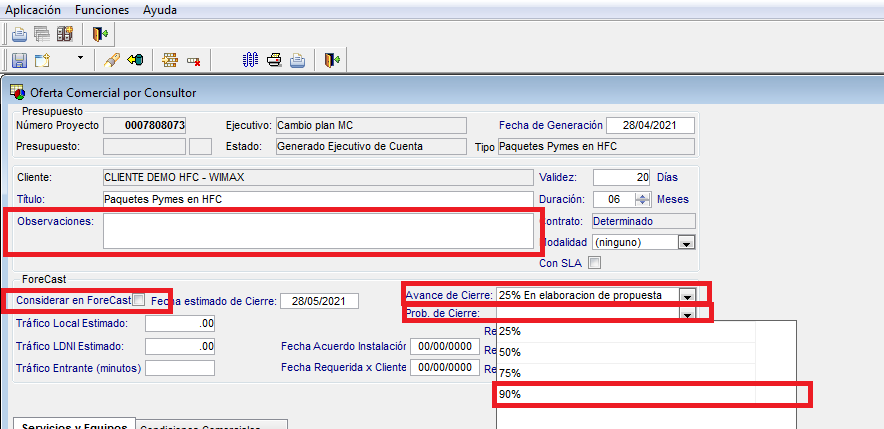 Aplicación Funciones Ayuda
Oferta Comercial por Consultor
Presupuesto
Número Proyecto 0007808073 Ejecutivo: Cambio plan MC Fecha de Generación 28/04/2021
Presupuesto: Estado: Generado Ejecutivo de Cuenta Tipo Paquetes Pymes en HFC
Cliente: CLIENTE DEMO HFC - WIMAX Validez: 20 Días
Título: Paquetes Pymes en HFC Duración: 06 Meses
Observaciones: Contrato: Determinado
Modalidad (ninguno)
Con SLA
ForeCast
Considerar en ForeCast Fecha estimado de Cierre: 28/05/2021 Avance de Cierre: 25% En elaboracion de propuesta
Prob. de Cierre:
Tráfico Local Estimado: .00 Re 25%
Tráfico LDNI Estimado: .00 Fecha Acuerdo Instalación 00/00/0000 Re 50%
Tráfico Entrante (minutos) Fecha Requerida x Cliente 00/00/0000 Re 75%
90%
Servicios y Equipos Condiciones Comerciales